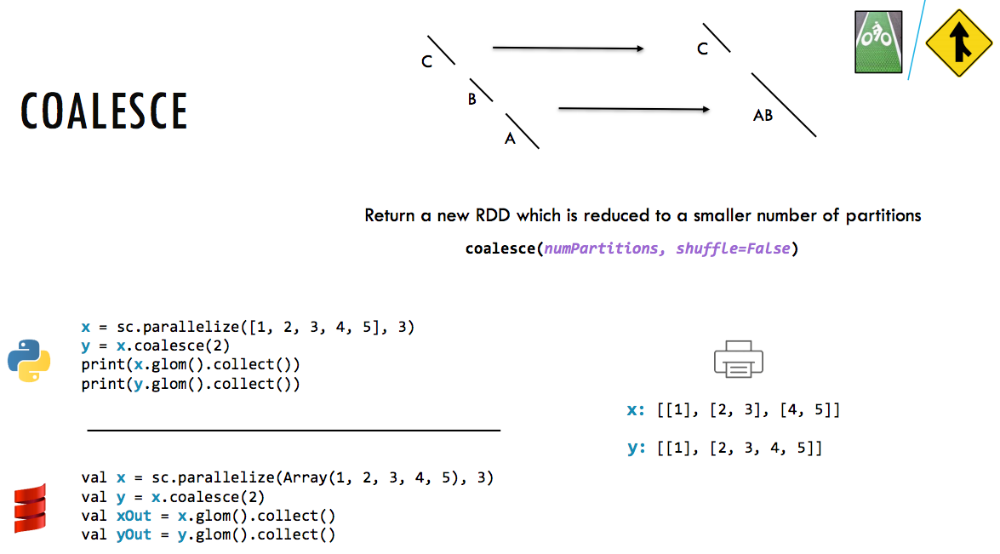 COALESCE
C
B
A
C
AB
Return a new RDD which is reduced to a smaller number of partitions
coalesce(numPartitions, shuffle=False)
x = sc.parallelize([1, 2, 3, 4, 5], 3)
y = x.coalesce(2)
print(x.glom().collect())
print(y.glom().collect())
x: [[1], [2, 3], [4, 5]]
y: [[1], [2, 3, 4, 5]]
val x = sc.parallelize(Array(1, 2, 3, 4, 5), 3)
val y = x.coalesce(2)
val xOut = x.glom().collect()
val yOut = y.glom().collect()